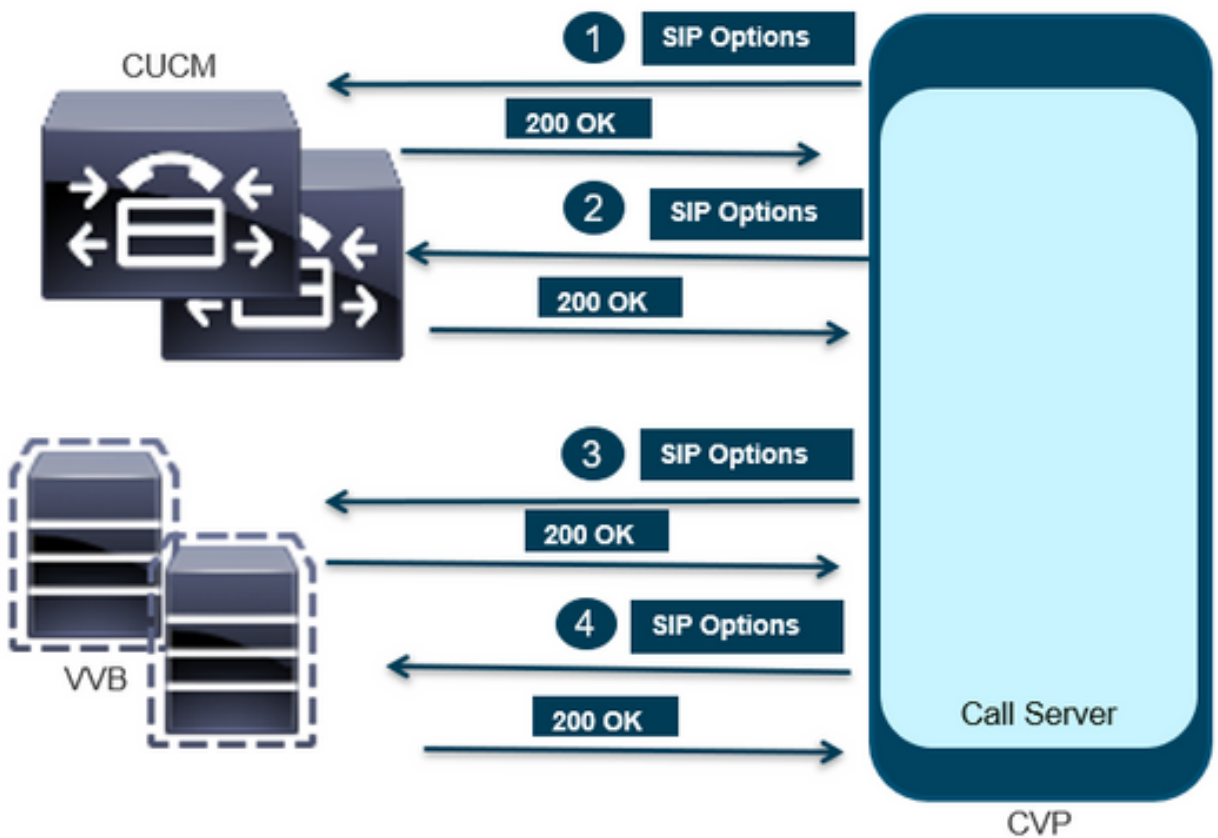 1 SIP Options
CUCM
200 OK
2 SIP Options
200 OK
3 SIP Options
200 OK
4 SIP Options
VVB
200 OK
Call Server
CVP